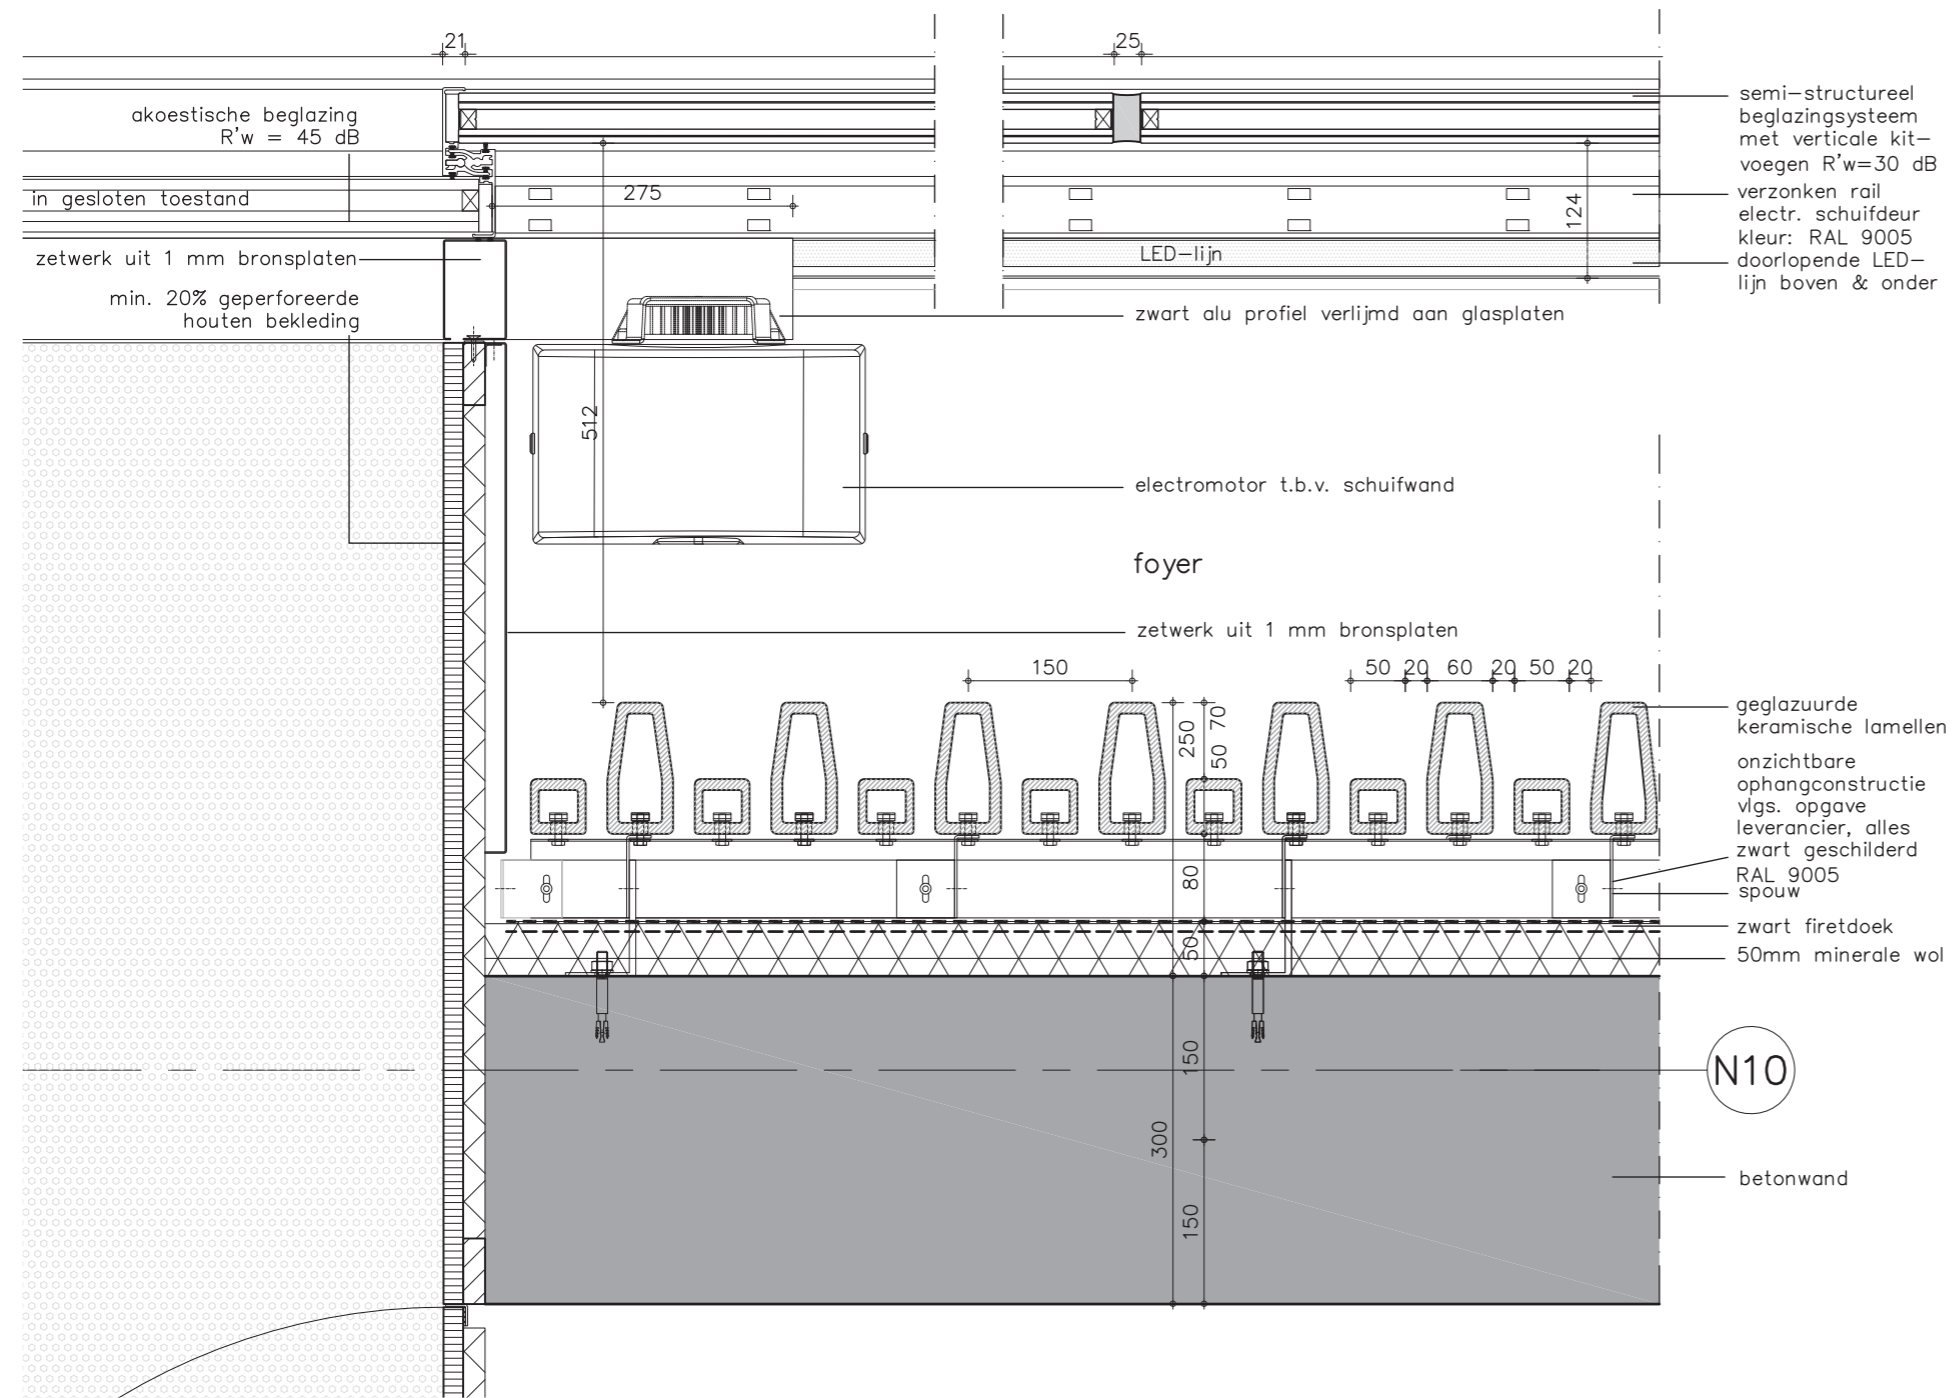 21
25
akoestische beglazing
R'w = 45 dB
in gesloten toestand
zetwerk uit 1 mm bronsplaten
min. 20% geperforeerde
houten bekleding
275
124
LED-lijn
semi-structureel
beglazingsysteem
met verticale kit-
voegen R'w=30 dB
verzonken rail
electr. schuifdeur
kleur: RAL 9005
doorlopende LED-
lijn boven & onder
zwart alu profiel verlijmd aan glasplaten
512
electromotor t.b.v. schuifwand
foyer
zetwerk uit 1 mm bronsplaten
150
50
20
60
20
50
20
250
70
50
80
50
geglazuurde
keramische lamellen
onzichtbare
ophangconstructie
vlgs. opgave
leverancier, alles
zwart geschilderd
RAL 9005
spouw
zwart firetdoek
50mm minerale wol
N10
150
300
150
betonwand